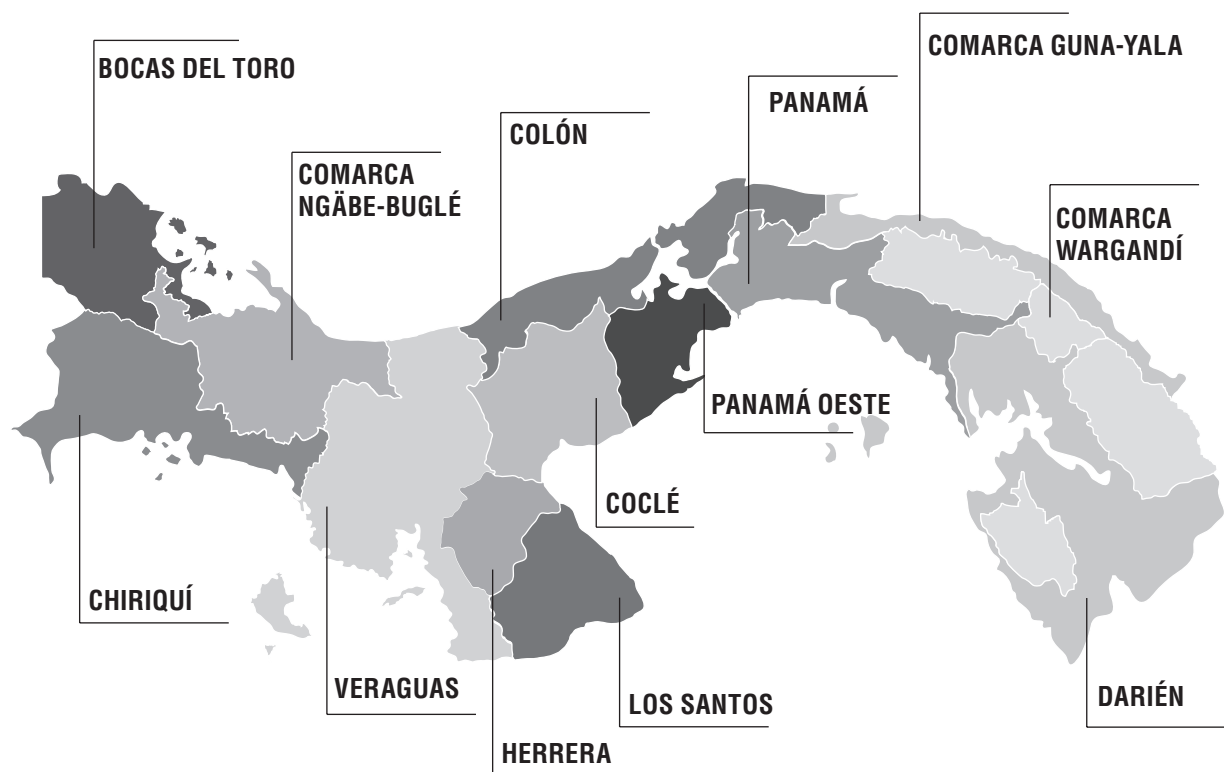 COMARCA GUNA-YALA
BOCAS DEL TORO
PANAMÁ
COLÓN
COMARCA
NGÄBE-BUGLÉ
COMARCA
WARGANDÍ
PANAMÁ OESTE
COCLÉ
CHIRIQUÍ
VERAGUAS
LOS SANTOS
DARIÉN
HERRERA